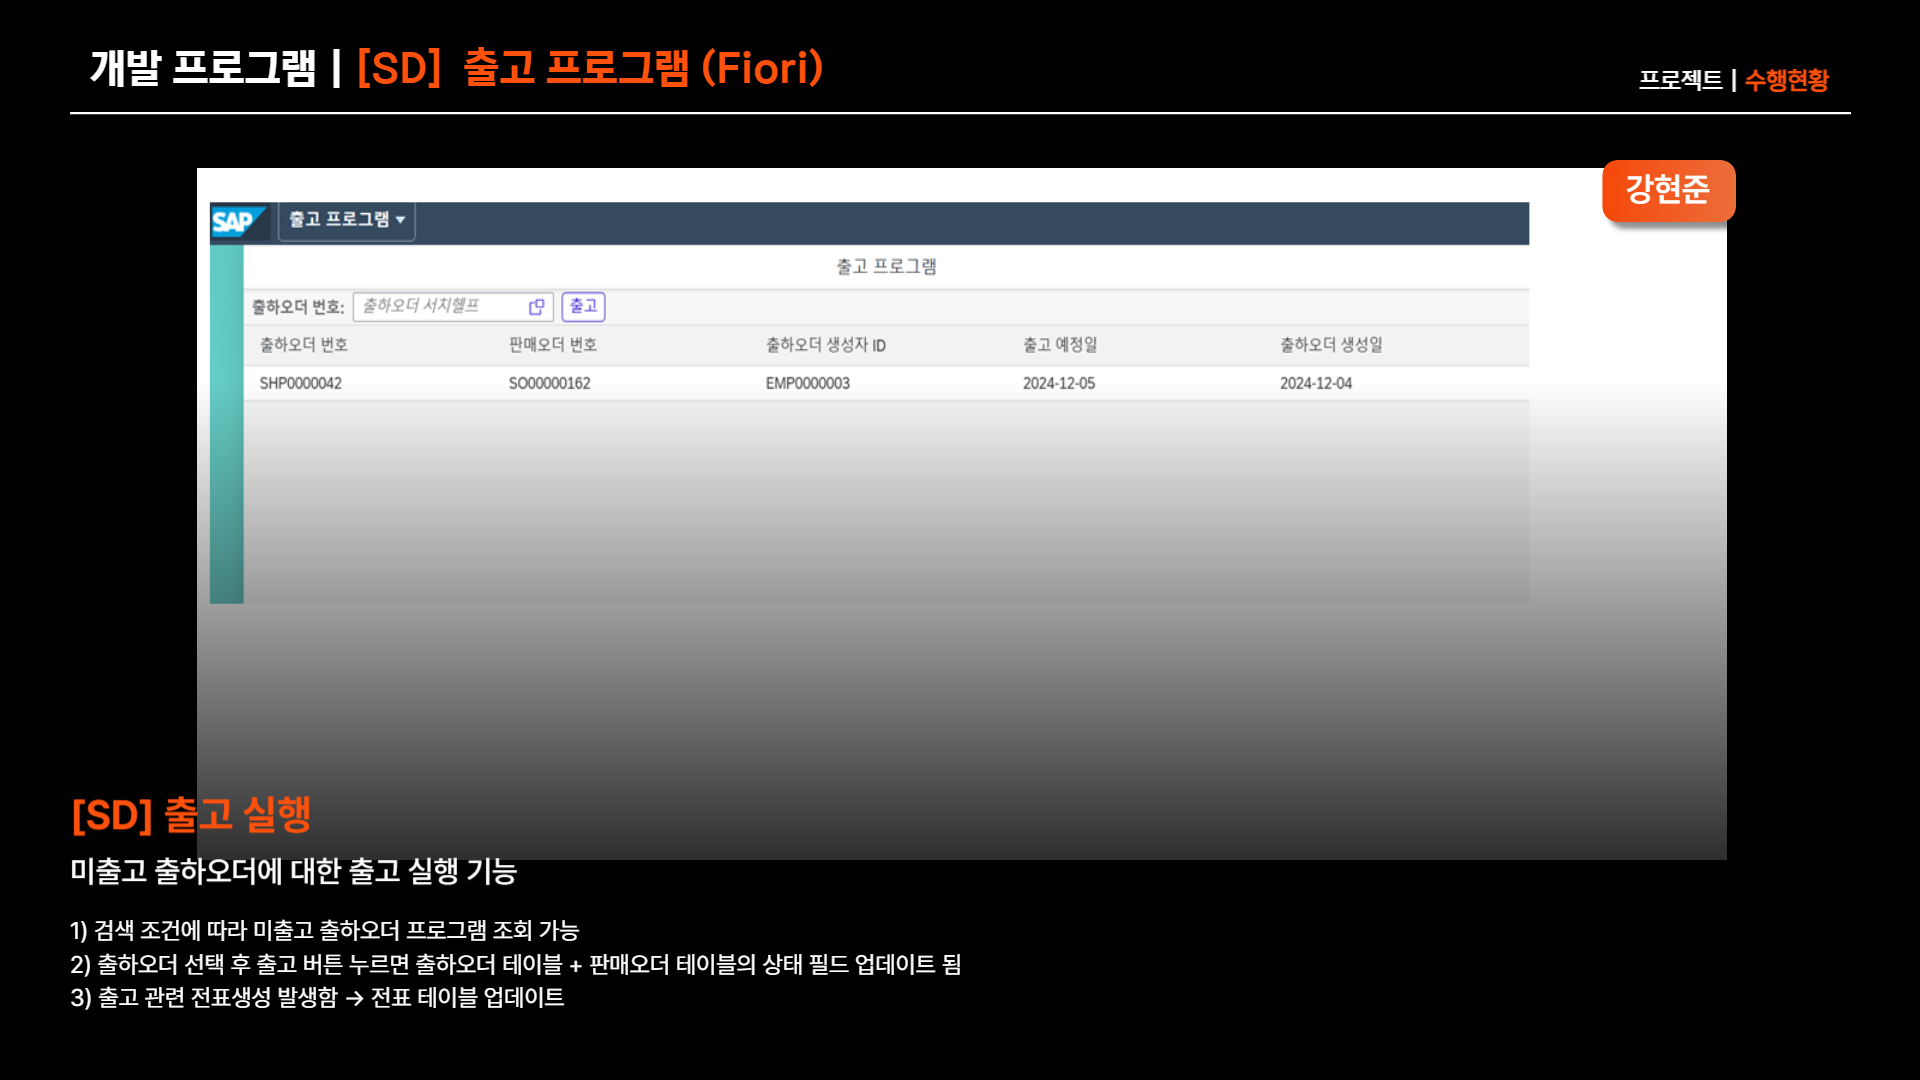 개발 프로그램 | [SD] 출고 프로그램 (Fiori)
프로젝트 | 수행현황
강현준
SAP 출고 프로그램
출고 프로그램
출하오더 번호: 출하오더 서치헬프 출고
출하오더 번호 판매오더 번호 출하오더 생성자 ID 출고 예정일 출하오더 생성일
SHP0000042 SO00000162 EMP0000003 2024-12-05 2024-12-04
[SD] 출고 실행
미출고 출하오더에 대한 출고 실행 기능
1) 검색 조건에 따라 미출고 출하오더 프로그램 조회 가능
2) 출하오더 선택 후 출고 버튼 누르면 출하오더 테이블 + 판매오더 테이블의 상태 필드 업데이트 됨
3) 출고 관련 전표생성 발생함 → 전표 테이블 업데이트